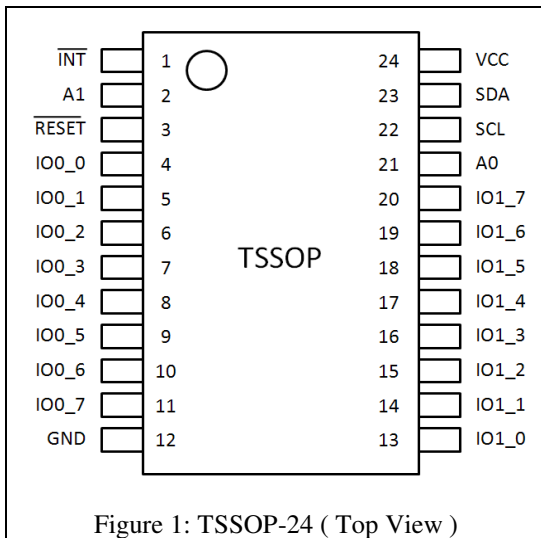 INT 1 24 VCC
A1 2 23 SDA
RESET 3 22 SCL
IO0_0 4 21 A0
IO0_1 5 20 IO1_7
IO0_2 6 19 IO1_6
IO0_3 7 TSSOP 18 IO1_5
IO0_4 8 17 IO1_4
IO0_5 9 16 IO1_3
IO0_6 10 15 IO1_2
IO0_7 11 14 IO1_1
GND 12 13 IO1_0
Figure 1: TSSOP-24 ( Top View )